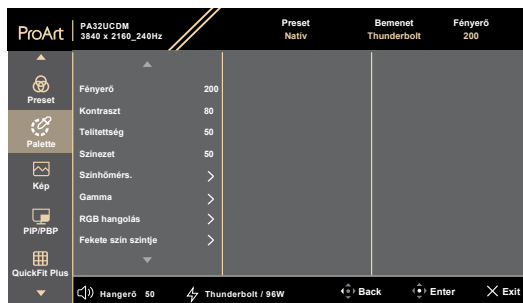 ProArt
PA32UCDM
3840 x 2160_240Hz
Preset
Natív
Bemenet
Thunderbolt
Fényerő
200
Preset
Palette
Kép
PIP/PBP
QuickFit Plus
Fényerő 200
Kontraszt 80
Telítettség 50
Színezet 50
Színhőmérs.
Gamma
RGB hangolás
Fekete szín szintje
Hangerő 50
Thunderbolt / 96W
Back
Enter
Exit